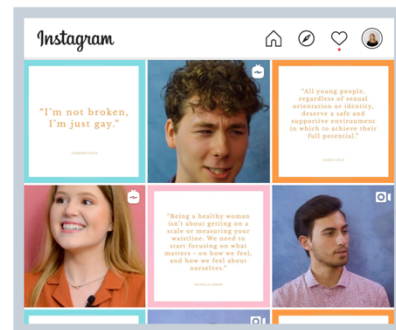 Instagram
"I'm not broken,
I'm just gay."
"All young people,
regardless of sexual
orientation or identity,
deserve a safe and
supportive environment
in which to achieve their
full potential."
"Being a healthy woman
isn't about getting on a
scale or measuring your
waistline. We need to
start focusing on what
matters - on how we feel,
and how we feel about
ourselves."